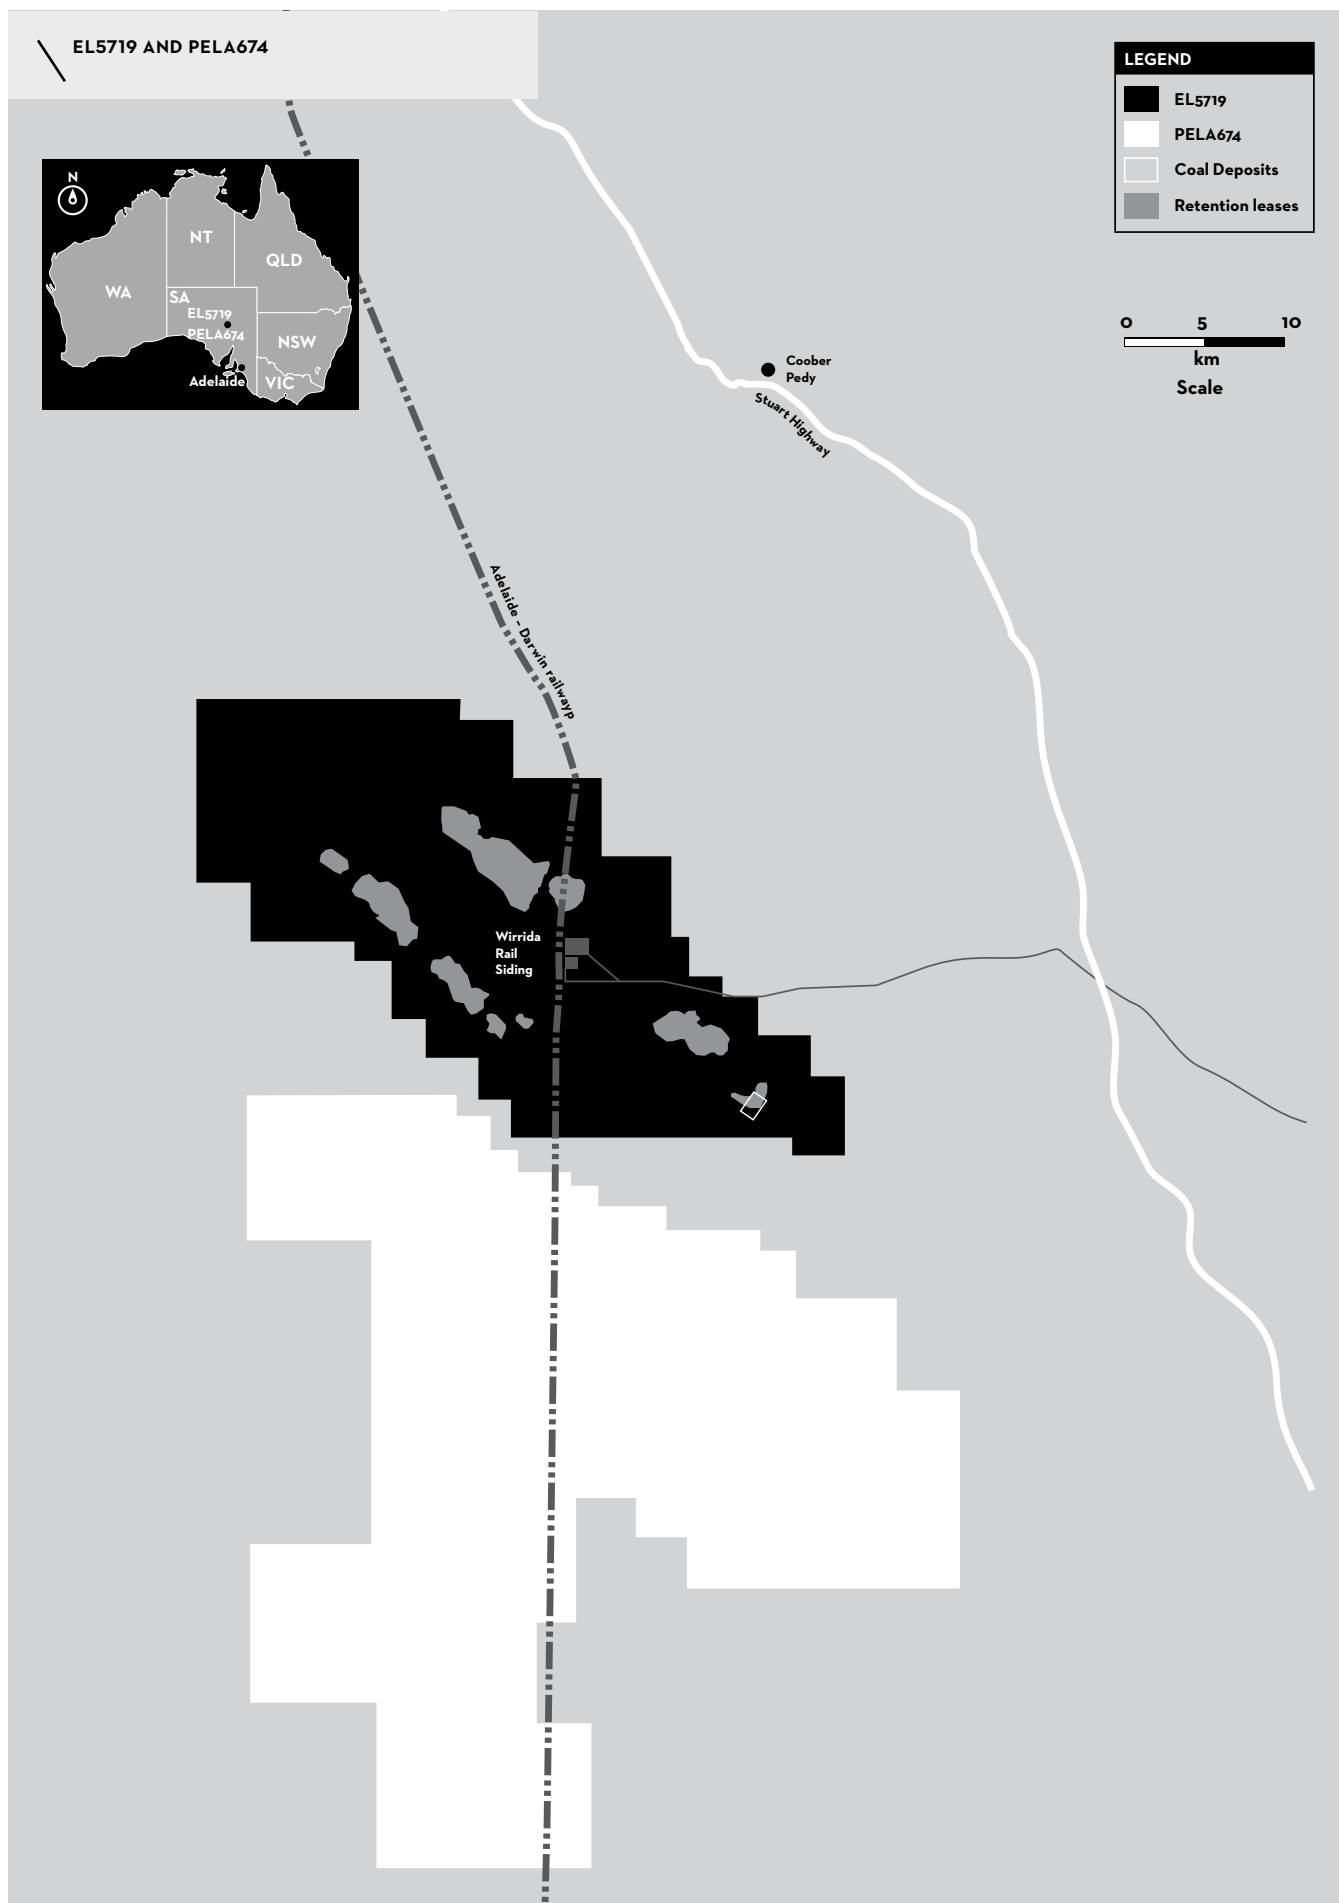 EL5719 AND PELA674
LEGEND
EL5719
PELA674
Coal Deposits
Retention leases
N
NT
QLD
WA
SA
EL5719
PELA674
NSW
Adelaide
VIC
0 5 10
km
Scale
Coober
Pedy
Stuart Highway
Adelaide – Darwin railwayp
Wirrida
Rail
Siding